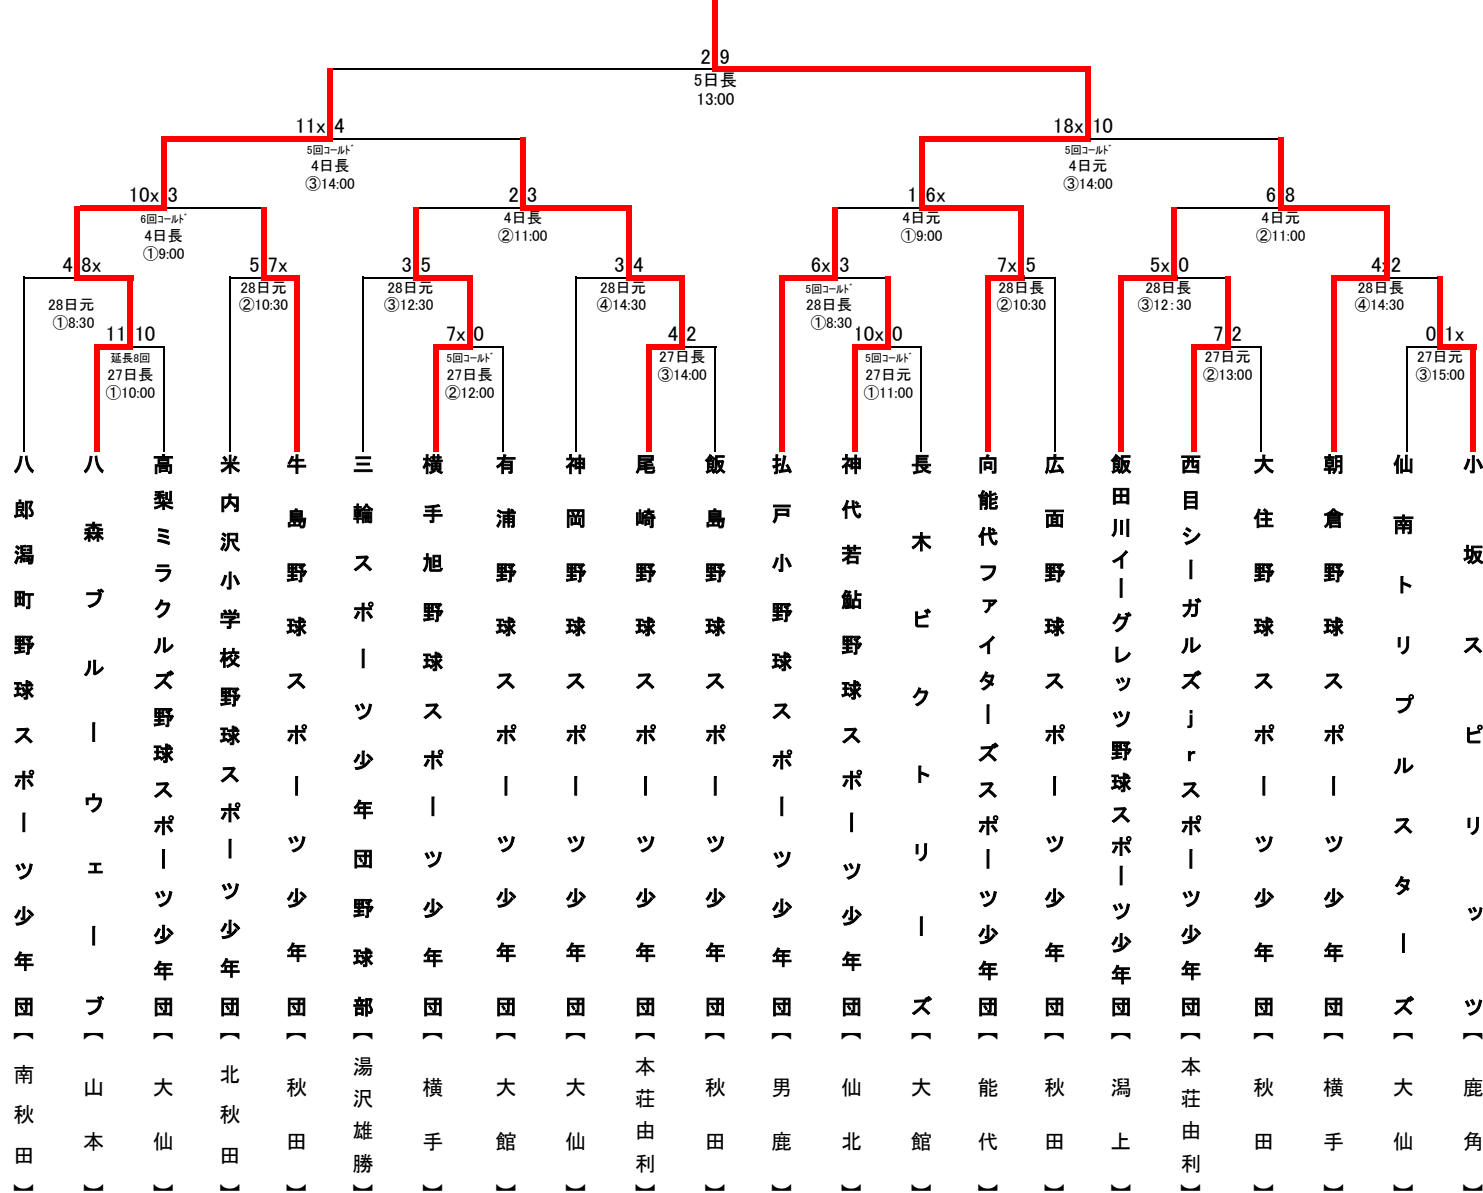 2 9
5日長
13:00
11x 4
5回コールド
4日長
③14:00
18x 10
5回コールド
4日元
③14:00
10x 3
6回コールド
4日長
①9:00
2 3
4日長
②11:00
1 6x
4日元
①9:00
6 8
4日元
②11:00
4 8x
28日元
①8:30
5 7x
28日元
②10:30
3 5
28日元
③12:30
3 4
28日元
④14:30
6x 3
5回コールド
28日長
①8:30
7x 5
28日長
②10:30
5x 0
28日長
③12:30
4x 2
28日長
④14:30
11 10
延長8回
27日長
①10:00
7x 0
5回コールド
27日長
②12:00
4 2
27日長
③14:00
10x 0
5回コールド
27日元
①11:00
7 2
27日元
②13:00
0 1x
27日元
③15:00
八郎潟町野球スポーツ少年団【南秋田】
八森ブルーウェーブ【山本】
高梨ミラクルズ野球スポーツ少年団【大仙】
米内沢小学校野球スポーツ少年団【北秋田】
牛島野球スポーツ少年団【秋田】
三輪スポーツ少年団野球部【湯沢雄勝】
横手旭野球スポーツ少年団【横手】
有浦野球スポーツ少年団【大館】
神岡野球スポーツ少年団【大仙】
尾崎野球スポーツ少年団【本荘由利】
飯島野球スポーツ少年団【秋田】
払戸小野球スポーツ少年団【男鹿】
神代若鮎野球スポーツ少年団【仙北】
長木ビクトリーズ【大館】
向能代ファイターズスポーツ少年団【能代】
広面野球スポーツ少年団【秋田】
飯田川イーグレッツ野球スポーツ少年団【潟上】
西目シーガルズjrスポーツ少年団【本荘由利】
大住野球スポーツ少年団【秋田】
朝倉野球スポーツ少年団【横手】
仙南トリプルスターズ【大仙】
小坂スピリッツ【鹿角】